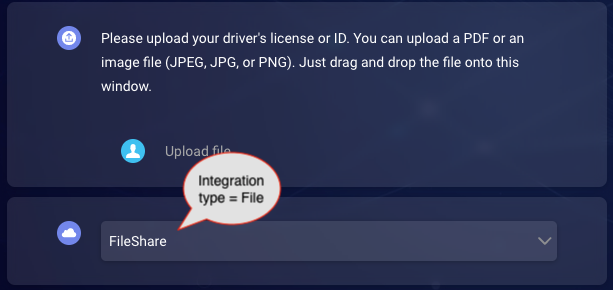 Please upload your driver's license or ID. You can upload a PDF or an
image file (JPEG, JPG, or PNG). Just drag and drop the file onto this
window.
Upload file
Integration
type = File
FileShare